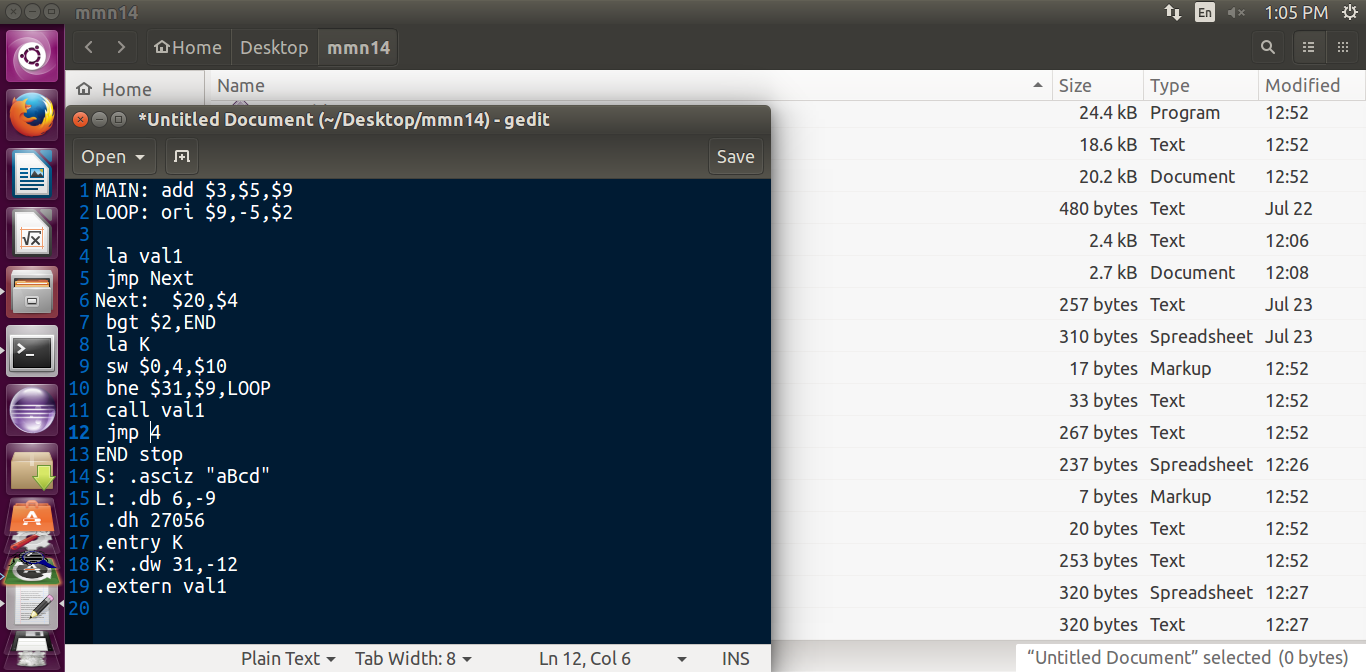 mmn14
En
1:05 PM
Home
Desktop
mmn14
Home
Name
Size
Type
Modified
24.4 kB Program 12:52
18.6 kB Text 12:52
20.2 kB Document 12:52
480 bytes Text Jul 22
2.4 kB Text 12:06
2.7 kB Document 12:08
257 bytes Text Jul 23
310 bytes Spreadsheet Jul 23
17 bytes Markup 12:52
33 bytes Text 12:52
267 bytes Text 12:52
237 bytes Spreadsheet 12:26
7 bytes Markup 12:52
20 bytes Text 12:52
253 bytes Text 12:52
320 bytes Spreadsheet 12:27
320 bytes Text 12:27
*Untitled Document (~/Desktop/mmn14) - gedit
Open
Save
1 MAIN: add $3,$5,$9
2 LOOP: ori $9,-5,$2
3
4 la val1
5 jmp Next
6 Next:  $20,$4
7 bgt $2,END
8 la K
9 sw $0,4,$10
10 bne $31,$9,LOOP
11 call val1
12 jmp 4
13 END stop
14 S: .asciz "aBcd"
15 L: .db 6,-9
16 .dh 27056
17 .entry K
18 K: .dw 31,-12
19 .extern val1
20
Plain Text
Tab Width: 8
Ln 12, Col 6
INS
“Untitled Document” selected (0 bytes)